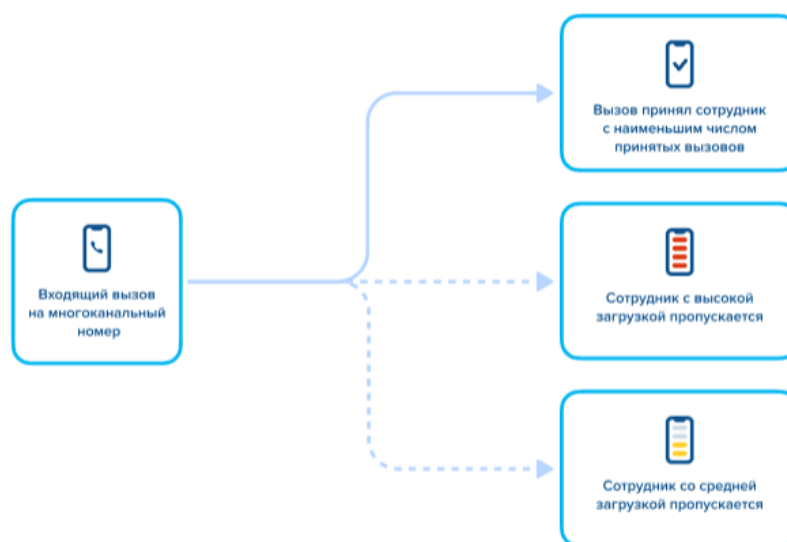 Вызов принял сотрудник
с наименьшим числом
принятых вызовов
Входящий вызов
на многоканальный
номер
Сотрудник с высокой
загрузкой пропускается
Сотрудник со средней
загрузкой пропускается